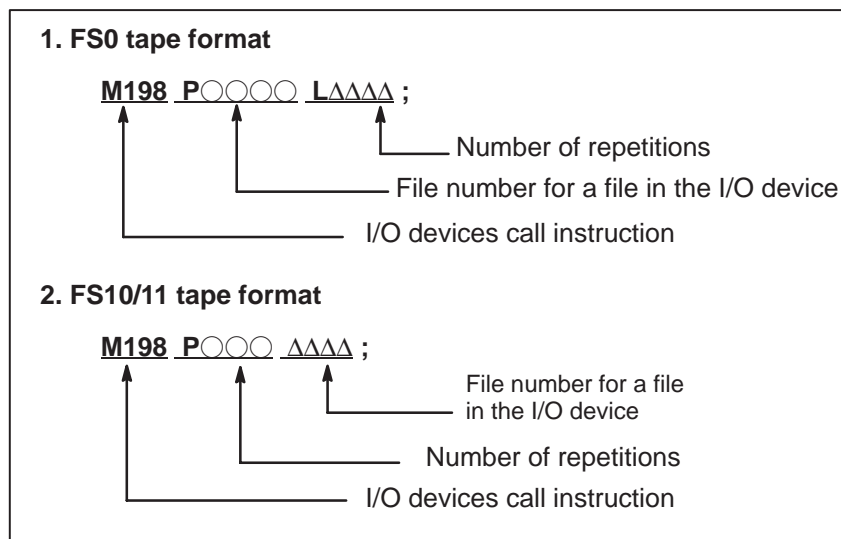 1. FS0 tape format
M198 P○○○○ L∆∆∆∆ ;
Number of repetitions
File number for a file in the I/O device
I/O devices call instruction
2. FS10/11 tape format
M198 P○○○ ∆∆∆∆ ;
File number for a file
in the I/O device
Number of repetitions
I/O devices call instruction